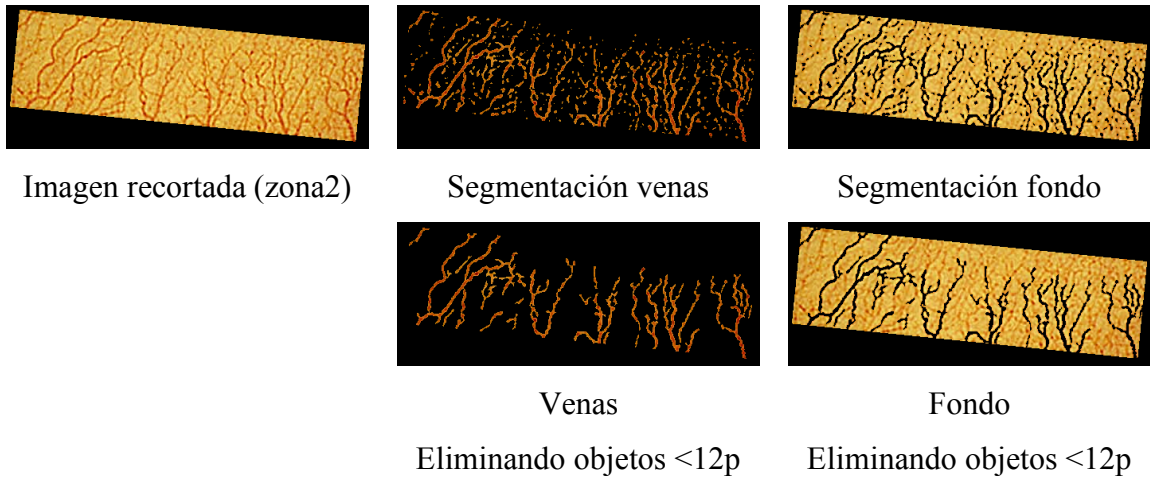 Imagen recortada (zona2)
Segmentación venas
Segmentación fondo
Venas
Fondo
Eliminando objetos <12p
Eliminando objetos <12p